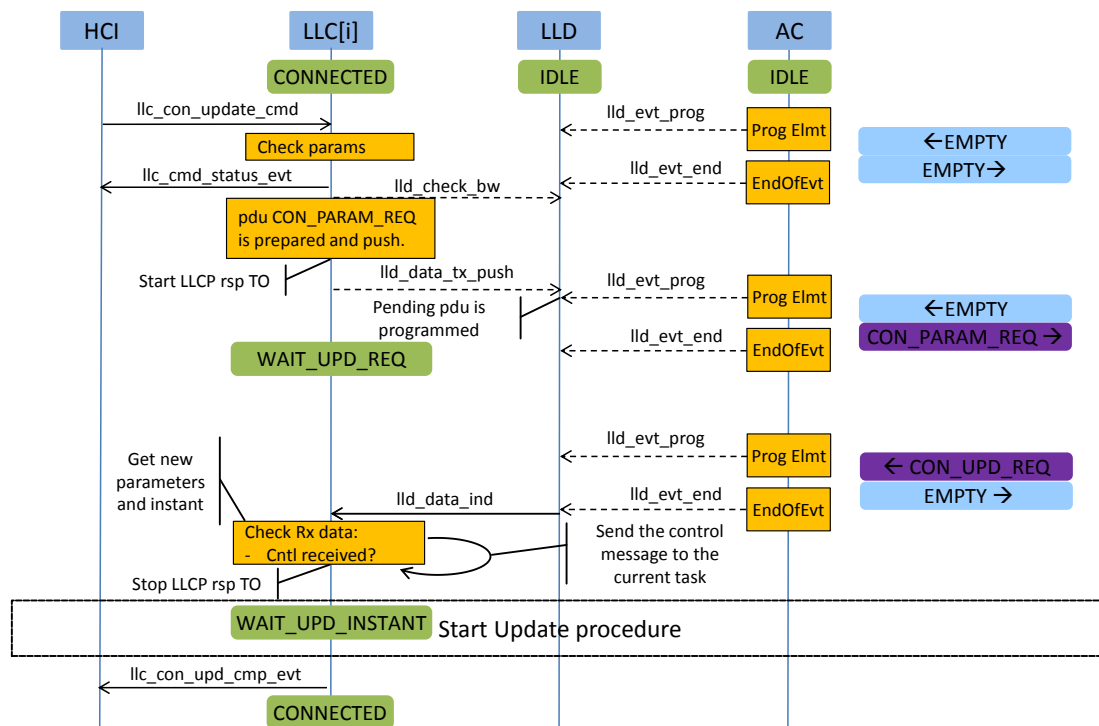 HCI
LLC[i]
LLD
AC
CONNECTED
IDLE
IDLE
llc_con_update_cmd
lld_evt_prog
Prog Elmt
←EMPTY
Check params
EMPTY→
llc_cmd_status_evt
lld_check_bw
lld_evt_end
EndOfEvt
pdu CON_PARAM_REQ
is prepared and push.
Start LLCP rsp TO
lld_data_tx_push
lld_evt_prog
Prog Elmt
←EMPTY
Pending pdu is
programmed
CON_PARAM_REQ →
lld_evt_end
EndOfEvt
WAIT_UPD_REQ
lld_evt_prog
Prog Elmt
← CON_UPD_REQ
Get new
parameters
and instant
EMPTY →
lld_data_ind
lld_evt_end
EndOfEvt
Check Rx data:
- Cntl received?
Send the control
message to the
current task
Stop LLCP rsp TO
WAIT_UPD_INSTANT
Start Update procedure
llc_con_upd_cmp_evt
CONNECTED